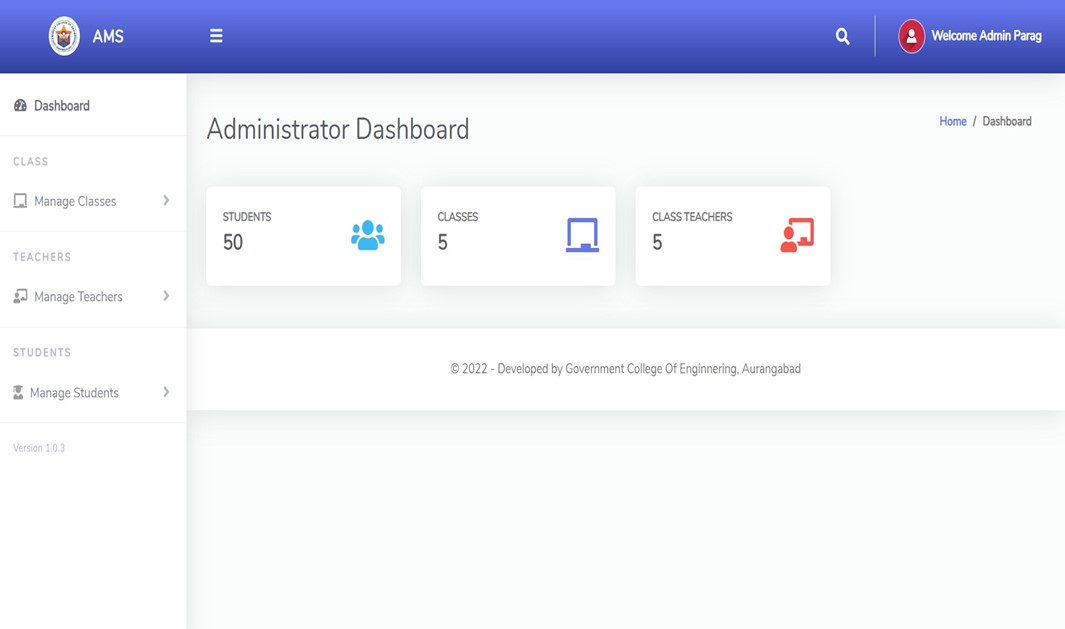 AMS
Welcome Admin Parag
Dashboard
CLASS
Manage Classes
TEACHERS
Manage Teachers
STUDENTS
Manage Students
Version 1.0.3
Administrator Dashboard
Home / Dashboard
STUDENTS
50
CLASSES
5
CLASS TEACHERS
5
© 2022 - Developed by Government College Of Enginnering, Aurangabad